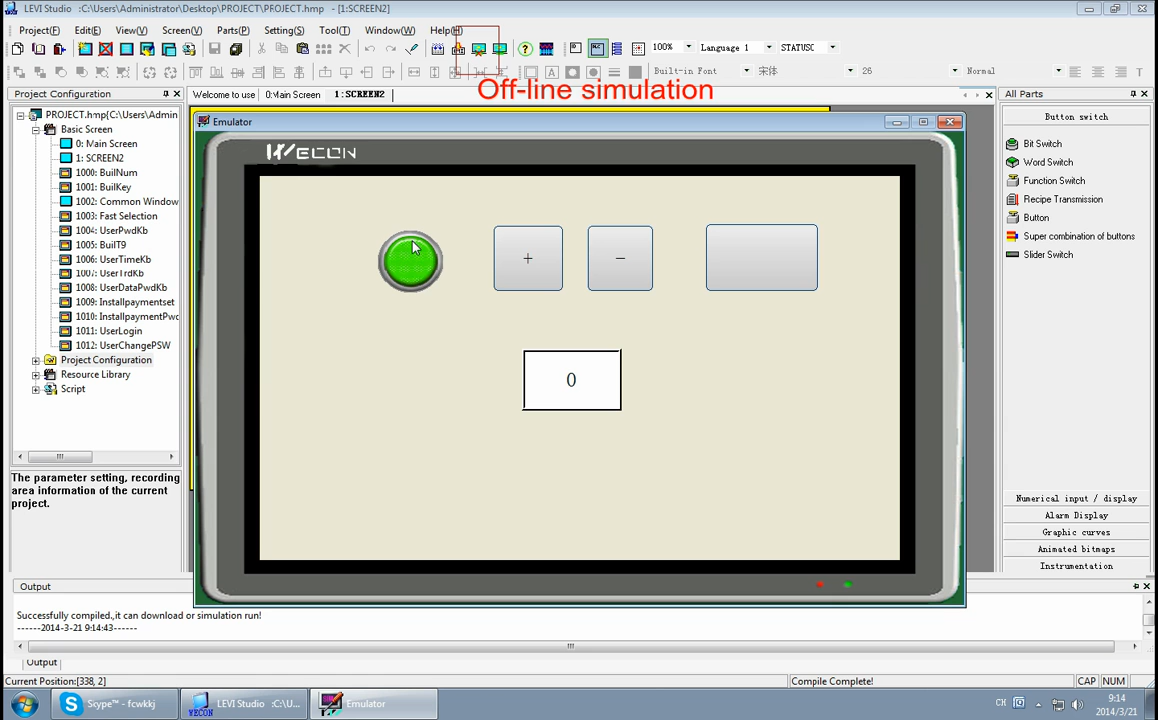 LEVI Studio :C:\Users\Administrator\Desktop\PROJECT\PROJECT.hmp - [1:SCREEN2]
Project(F) Edit(E) View(V) Screen(V) Parts(P) Setting(S) Tool(T) Window(W) Help(H)
100% Language 1 STATUS0
Off-line simulation
Built-in Font 宋体 26 Normal
Project Configuration
Welcome to use 0:Main Screen 1:SCREEN2
All Parts
PROJECT.hmp{C:\Users\Admin
Basic Screen
0: Main Screen
1: SCREEN2
1000: BuilNum
1001: BuilKey
1002: Common Window
1003: Fast Selection
1004: UserPwdKb
1005: BuilT9
1006: UserTimeKb
1007: UserTrdKb
1008: UserDataPwdKb
1009: Installpaymentset
1010: InstallpaymentPwc
1011: UserLogin
1012: UserChangePSW
Project Configuration
Resource Library
Script
The parameter setting, recording
area information of the current
project.
Emulator
WECON
+
−
0
Button switch
Bit Switch
Word Switch
Function Switch
Recipe Transmission
Button
Super combination of buttons
Slider Switch
Numerical input / display
Alarm Display
Graphic curves
Animated bitmaps
Instrumentation
Output
Successfully compiled.,it can download or simulation run!
------2014-3-21 9:14:43------
Output
Current Position:[338, 2]
Compile Complete!
CAP NUM
Skype™ - fcwkkj
WECON
LEVI Studio :C:\U...
Emulator
CH
9:14
2014/3/21